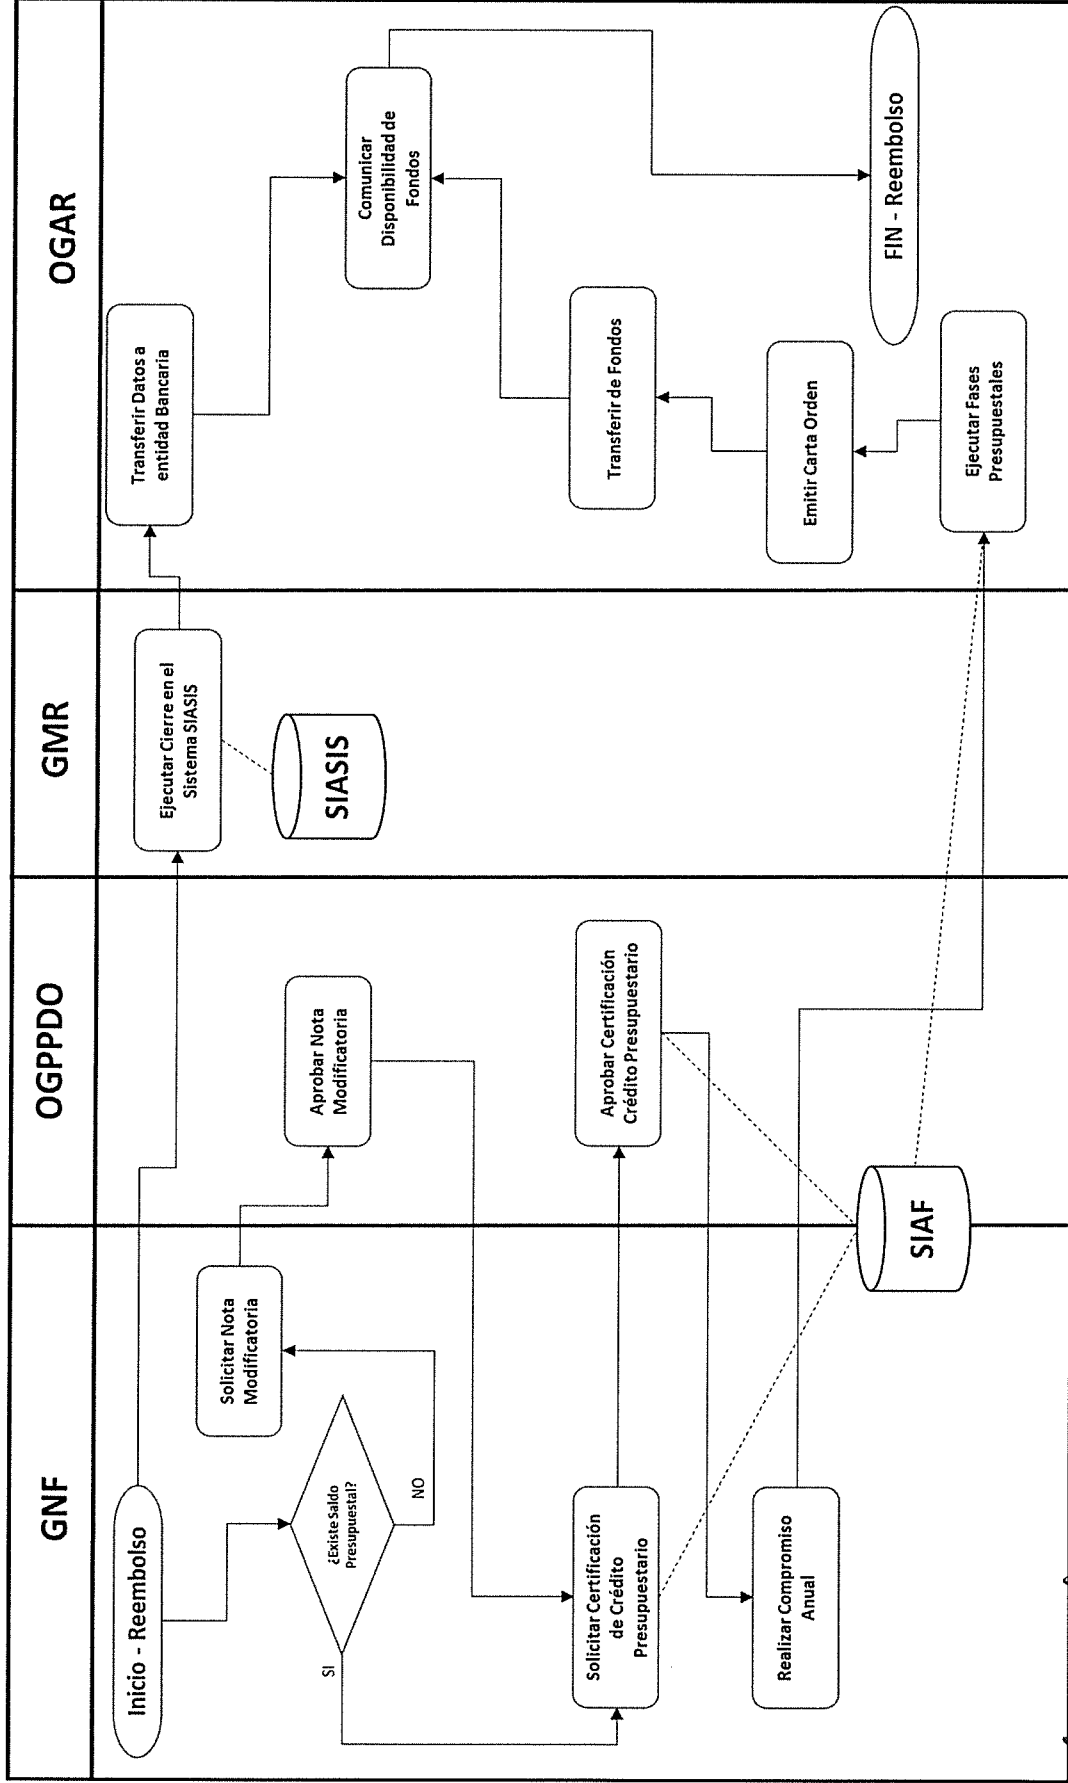 GNF
OGPPDO
GMR
OGAR
Inicio - Reembolso
Ejecutar Cierre en el
Sistema SIASIS
Transferir Datos a
entidad Bancaria
Solicitar Nota
Modificatoria
¿Existe Saldo
Presupuestal?
SI
NO
Aprobar Nota
Modificatoria
SIASIS
Comunicar
Disponibilidad de
Fondos
Solicitar Certificación
de Crédito
Presupuestario
Aprobar Certificación
Crédito Presupuestario
Transferir de Fondos
Realizar Compromiso
Anual
Emitir Carta Orden
SIAF
FIN - Reembolso
Ejecutar Fases
Presupuestales